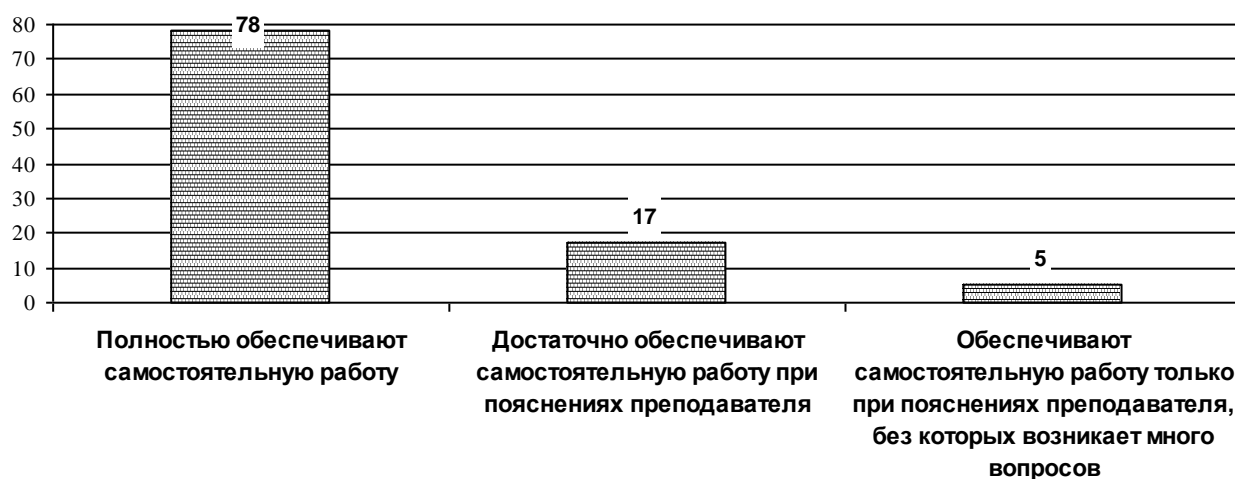 80
78
70
60
50
40
30
20
17
10
5
0
Полностью обеспечивают
самостоятельную работу
Достаточно обеспечивают
самостоятельную работу при
пояснениях преподавателя
Обеспечивают
самостоятельную работу только
при пояснениях преподавателя,
без которых возникает много
вопросов